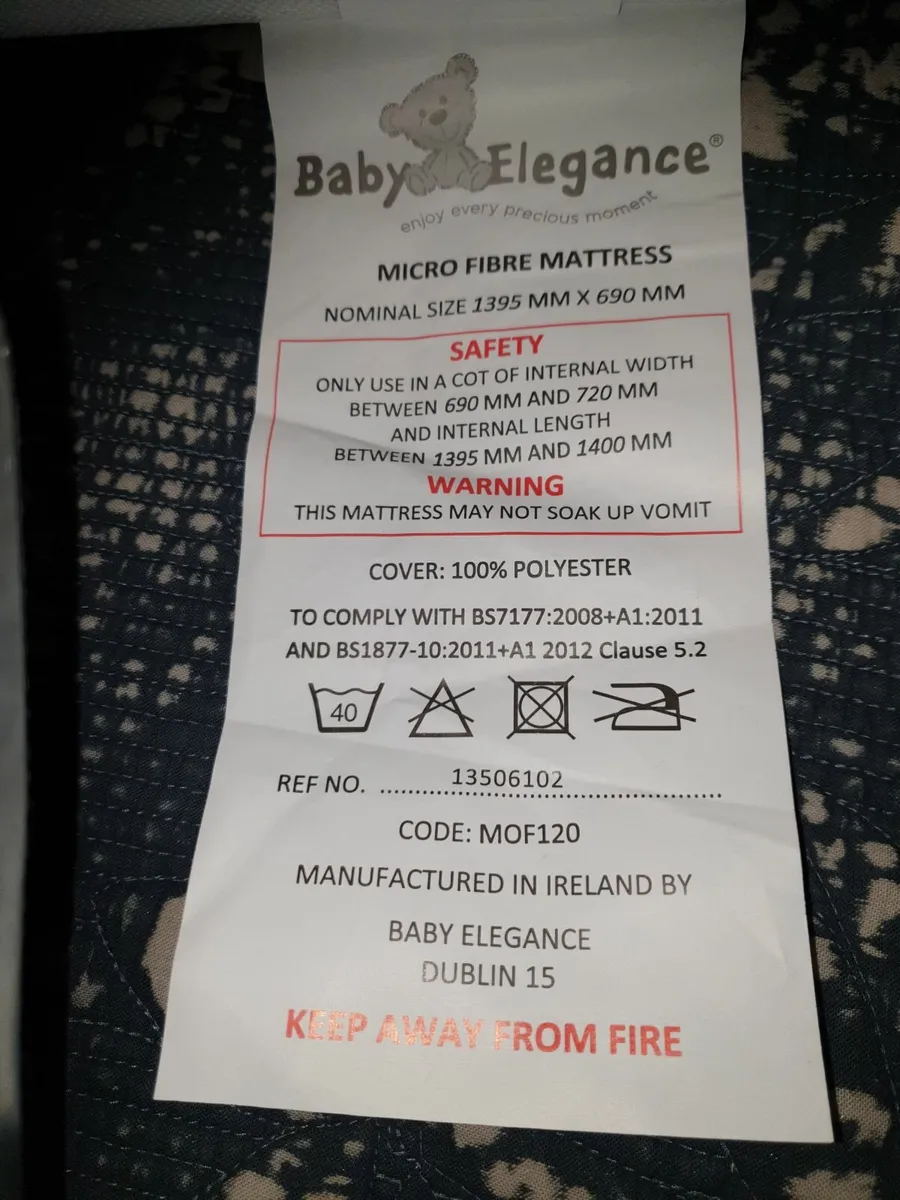 Baby Elegance®
enjoy every precious moment
MICRO FIBRE MATTRESS
NOMINAL SIZE 1395 MM X 690 MM
SAFETY
ONLY USE IN A COT OF INTERNAL WIDTH
BETWEEN 690 MM AND 720 MM
AND INTERNAL LENGTH
BETWEEN 1395 MM AND 1400 MM
WARNING
THIS MATTRESS MAY NOT SOAK UP VOMIT
COVER: 100% POLYESTER
TO COMPLY WITH BS7177:2008+A1:2011
AND BS1877-10:2011+A1 2012 Clause 5.2
40
REF NO. .................13506102.................
CODE: MOF120
MANUFACTURED IN IRELAND BY
BABY ELEGANCE
DUBLIN 15
KEEP AWAY FROM FIRE